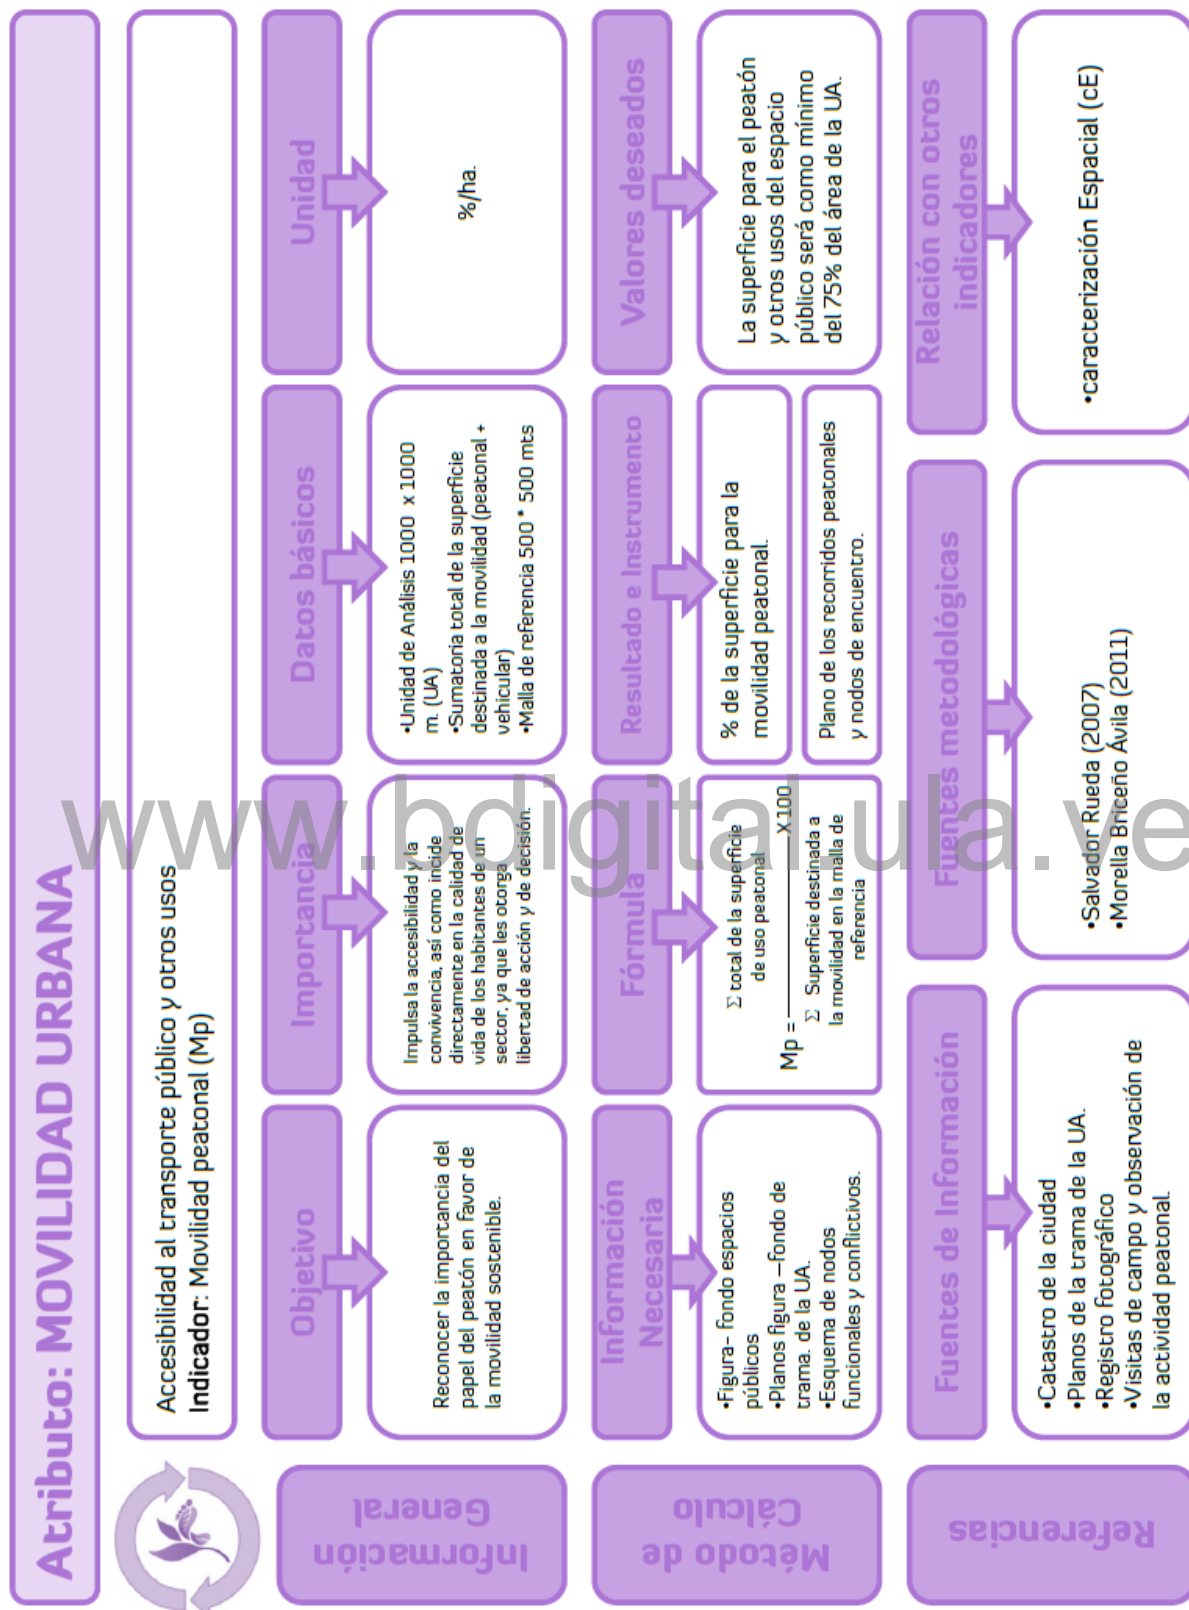 Atributo: MOVILIDAD URBANA
Accesibilidad al transporte público y otros usos
Indicador: Movilidad peatonal (Mp)
Información
General
Objetivo
Reconocer la importancia del
papel del peatón en favor de
la movilidad sostenible.
Importancia
Impulsa la accesibilidad y la
convivencia, así como incide
directamente en la calidad de
vida de los habitantes de un
sector, ya que les otorga
libertad de acción y de decisión.
Datos básicos
•Unidad de Análisis 1000 x 1000
m. (UA)
•Sumatoria total de la superficie
destinada a la movilidad (peatonal +
vehicular)
•Malla de referencia 500 * 500 mts
Unidad
%/ha.
Método de
Cálculo
Información
Necesaria
•Figura- fondo espacios
públicos
•Planos figura –fondo de
trama. de la UA.
•Esquema de nodos
funcionales y conflictivos.
Fórmula
∑ total de la superficie
de uso peatonal
Mp = X 100
∑ Superficie destinada a
la movilidad en la malla de
referencia
Resultado e Instrumento
% de la superficie para la
movilidad peatonal.
Plano de los recorridos peatonales
y nodos de encuentro.
Valores deseados
La superficie para el peatón
y otros usos del espacio
público será como mínimo
del 75% del área de la UA.
Referencias
Fuentes de Información
•Catastro de la ciudad
•Planos de la trama de la UA.
•Registro fotográfico
•Visitas de campo y observación de
la actividad peatonal.
Fuentes metodológicas
•Salvador Rueda (2007)
•Morella Briceño Ávila (2011)
Relación con otros
indicadores
•caracterización Espacial (cE)
www.bdigital.ula.ve